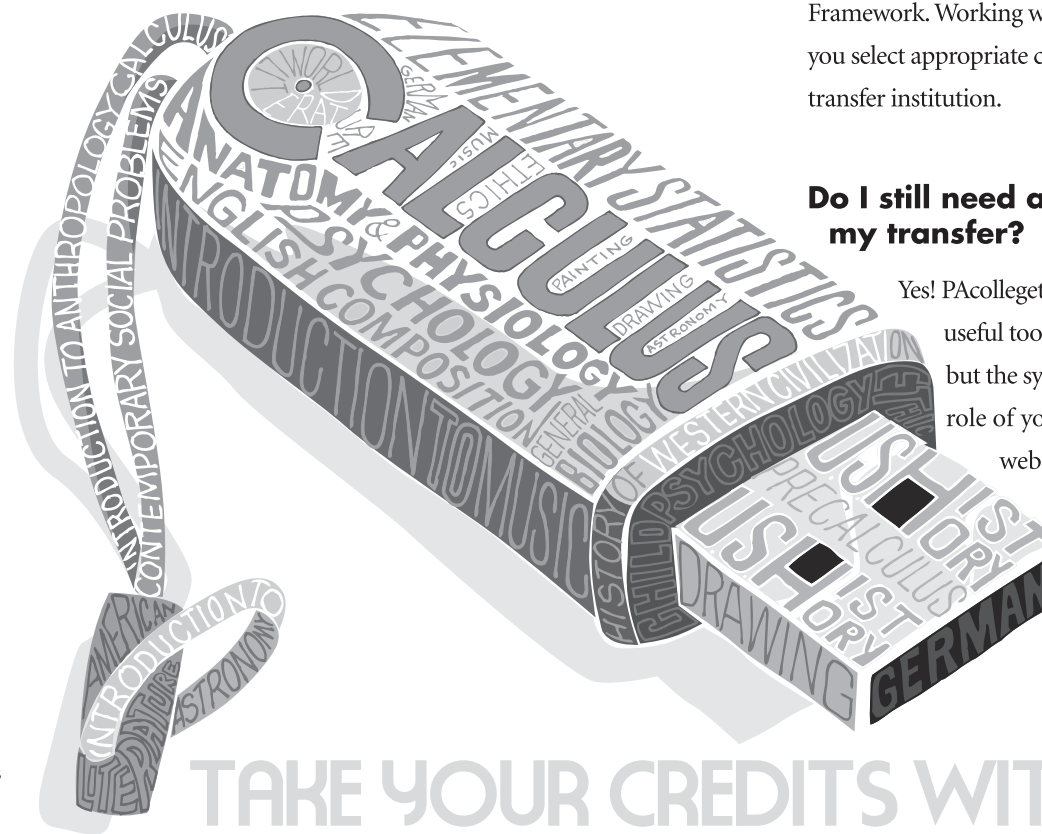 Framework. Working w
you select appropriate c
transfer institution.
Do I still need a
my transfer?
Yes! PAcolleget
useful too
but the sy
role of yo
web
CALCULUS
INTRODUCTION TO ANTHROPOLOGY
CONTEMPORARY SOCIAL PROBLEMS
ELEMENTARY STATISTICS
CALCULUS
WORLD
LITERATURE
GERMAN
MUSIC
ETHICS
PAINTING
DRAWING
ASTRONOMY
ANATOMY & PHYSIOLOGY
PSYCHOLOGY
ENGLISH COMPOSITION
GENERAL
BIOLOGY
INTRODUCTION TO MUSIC
HISTORY OF WESTERN CIVILIZATION
CHILD PSYCHOLOGY
ETHICS
US HISTORY
PRECALCULUS
US HISTORY
DRAWING
GERMAN
AMERICAN
LITERATURE
INTRODUCTION TO
ASTRONOMY
TAKE YOUR CREDITS WIT